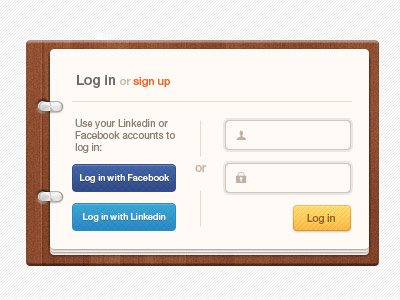 Log in or sign up
Use your Linkedin or
Facebook accounts to
log in:
Log in with Facebook
or
Log in with Linkedin
Log in